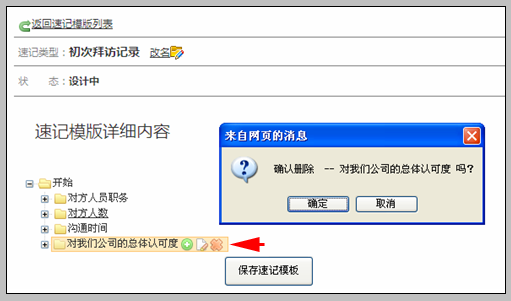 返回速记模版列表
速记类型：初次拜访记录 改名
状 态：设计中
速记模版详细内容
来自网页的消息
确认删除 -- 对我们公司的总体认可度 吗?
确定 取消
开始
对方人员职务
对方人数
沟通时间
对我们公司的总体认可度
保存速记模板